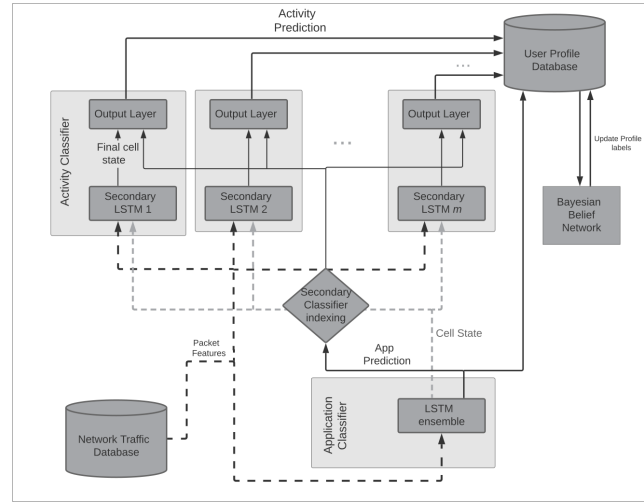 Activity
Prediction
User Profile
Database
...
Output Layer
Output Layer
Output Layer
...
Activity Classifier
Final cell
state
Update Profile
labels
Secondary
LSTM 1
Secondary
LSTM 2
Secondary
LSTM m
Bayesian
Belief
Network
Secondary
Classifier
indexing
Cell State
Packet
Features
App
Prediction
Application
Classifier
LSTM
ensemble
Network Traffic
Database